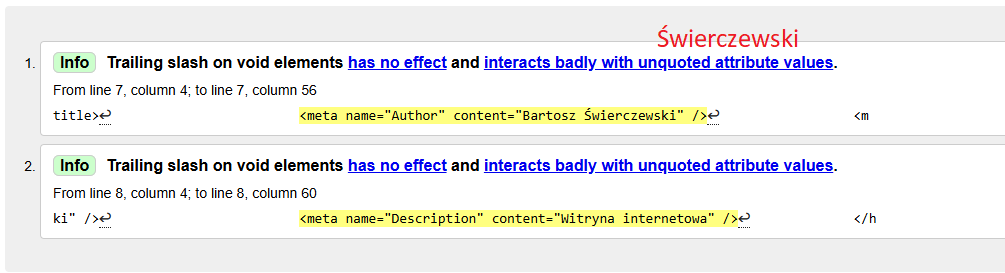 Świerczewski
1. Info Trailing slash on void elements has no effect and interacts badly with unquoted attribute values.
From line 7, column 4; to line 7, column 56
title>↩ <meta name="Author" content="Bartosz Świerczewski" />↩ <m
2. Info Trailing slash on void elements has no effect and interacts badly with unquoted attribute values.
From line 8, column 4; to line 8, column 60
ki" />↩ <meta name="Description" content="Witryna internetowa" />↩ </h